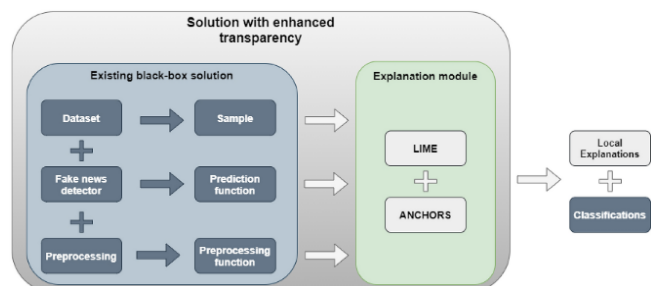 Solution with enhanced
transparency
Existing black-box solution
Explanation module
Dataset
Sample
Fake news
detector
Prediction
function
Preprocessing
Preprocessing
function
LIME
ANCHORS
Local
Explanations
Classifications